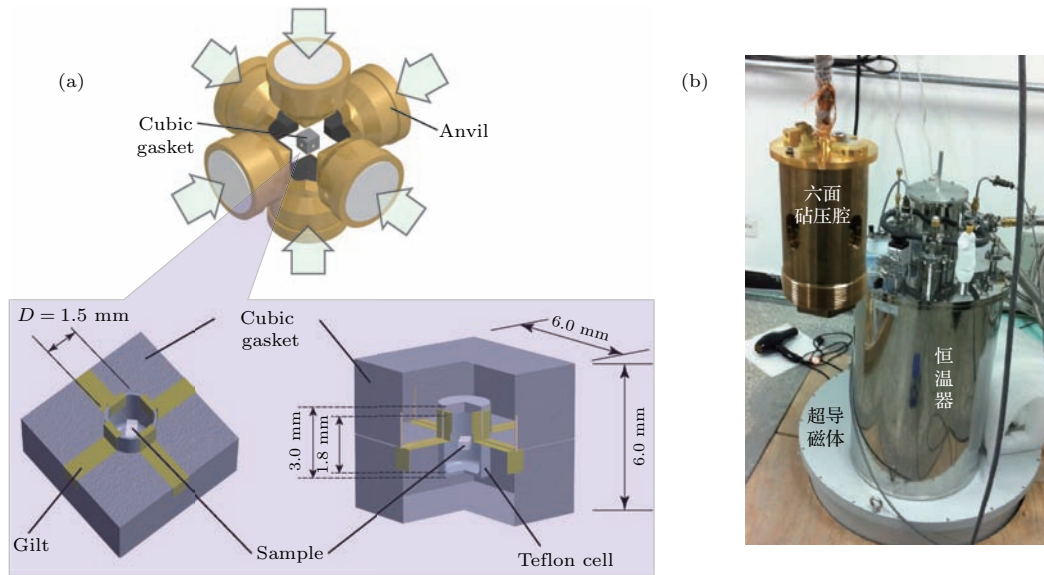 (a)
Cubic
gasket
Anvil
D = 1.5 mm
Cubic
gasket
6.0 mm
3.0 mm
1.8 mm
6.0 mm
Gilt
Sample
Teflon cell
(b)
六面
砧压腔
恒
温
器
超导
磁体